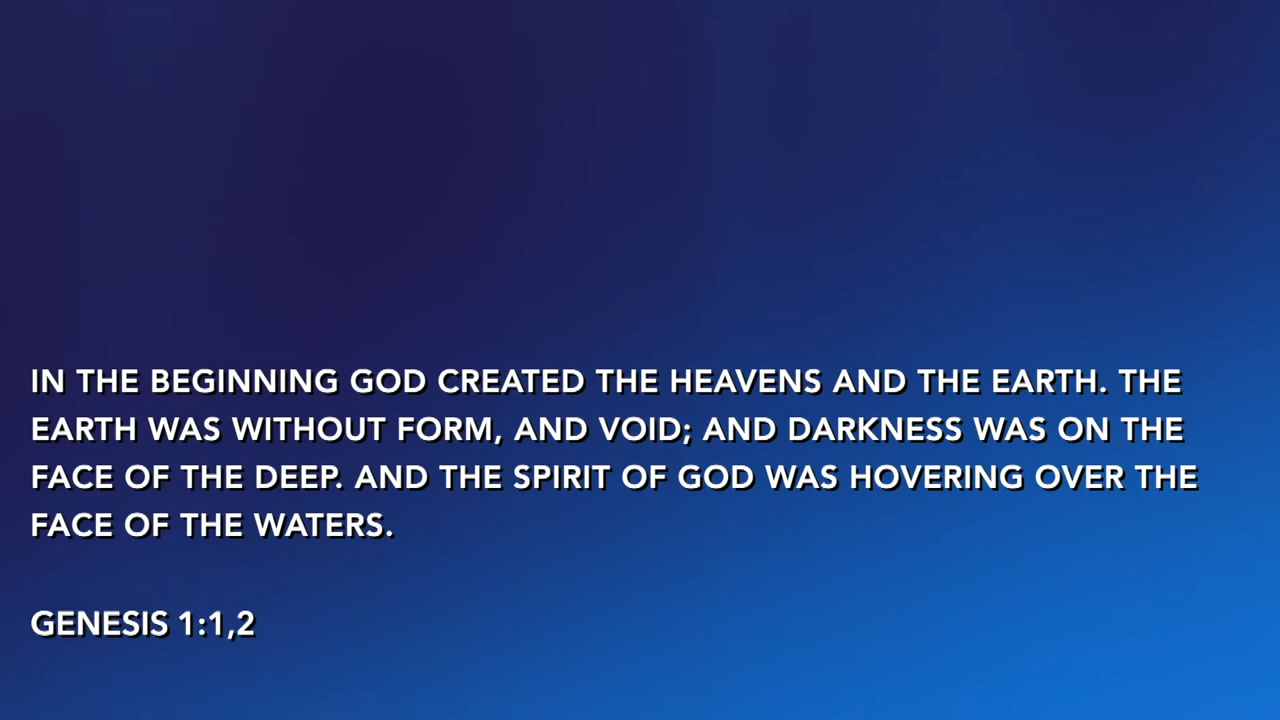 IN THE BEGINNING GOD CREATED THE HEAVENS AND THE EARTH. THE
EARTH WAS WITHOUT FORM, AND VOID; AND DARKNESS WAS ON THE
FACE OF THE DEEP. AND THE SPIRIT OF GOD WAS HOVERING OVER THE
FACE OF THE WATERS.
GENESIS 1:1,2